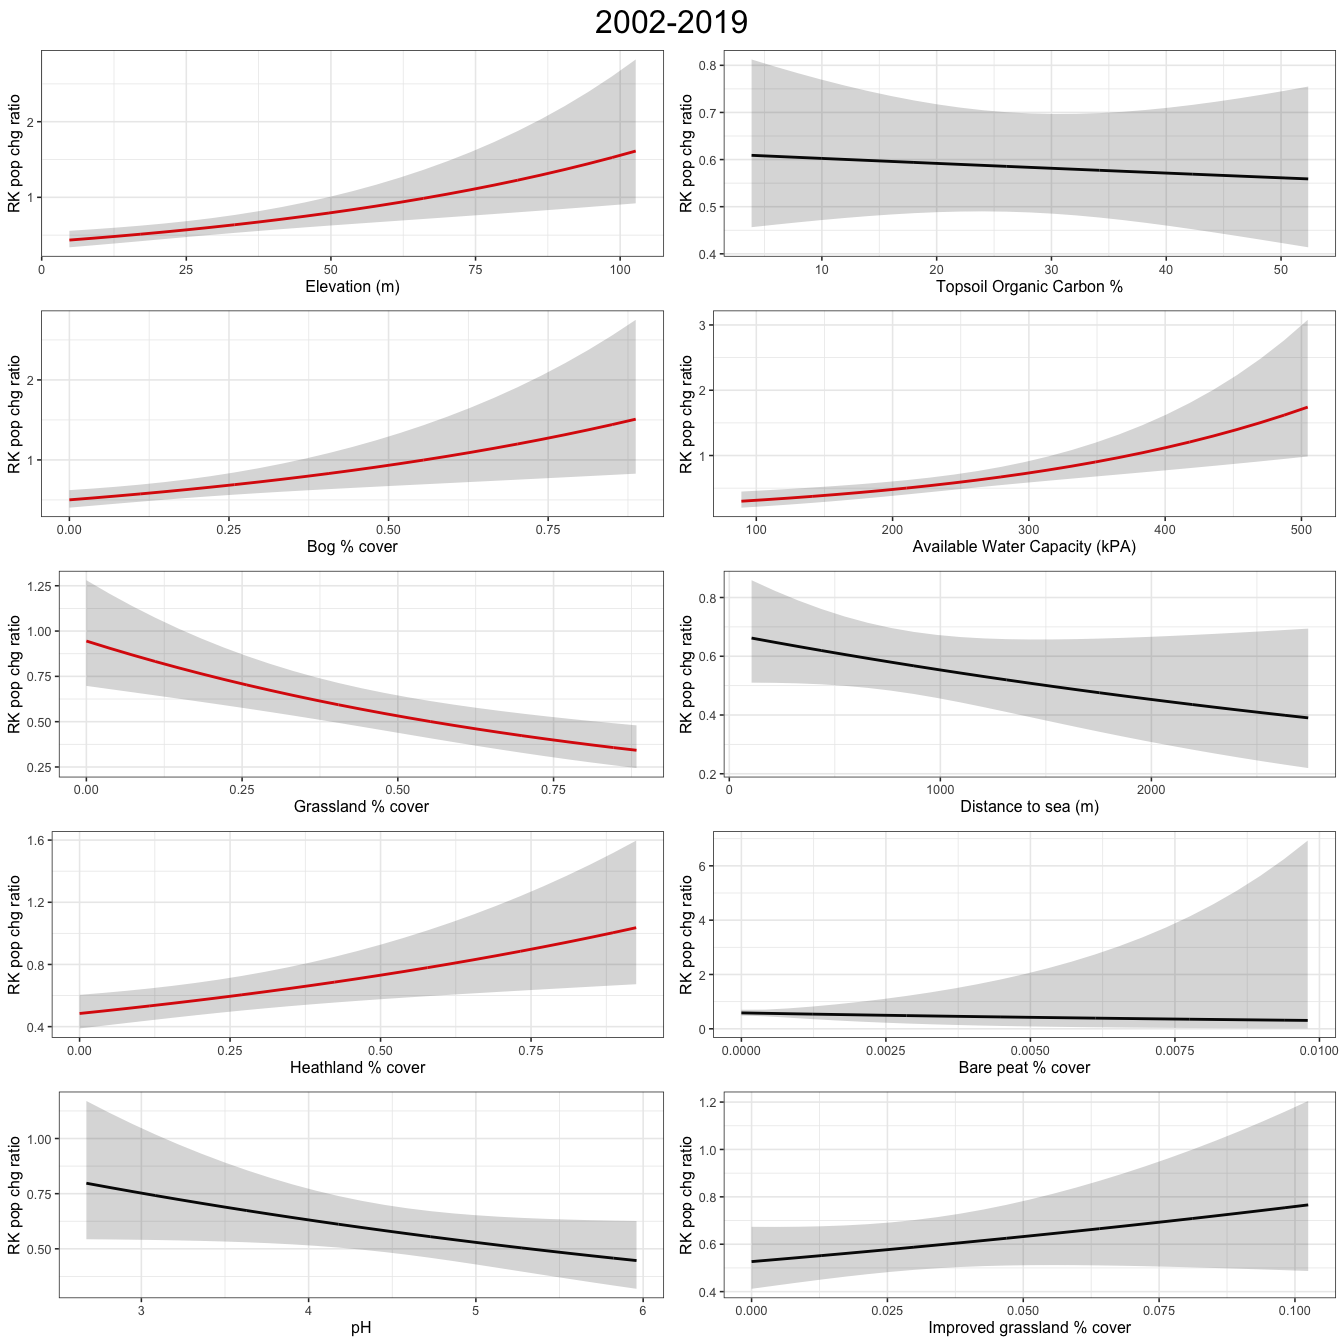 2002-2019
RK pop chg ratio
2
1
0 25 50 75 100
Elevation (m)
RK pop chg ratio
0.8
0.7
0.6
0.5
0.4
10 20 30 40 50
Topsoil Organic Carbon %
RK pop chg ratio
2
1
0.00 0.25 0.50 0.75
Bog % cover
RK pop chg ratio
3
2
1
100 200 300 400 500
Available Water Capacity (kPA)
RK pop chg ratio
1.25
1.00
0.75
0.50
0.25
0.00 0.25 0.50 0.75
Grassland % cover
RK pop chg ratio
0.8
0.6
0.4
0.2
0 1000 2000
Distance to sea (m)
RK pop chg ratio
1.6
1.2
0.8
0.4
0.00 0.25 0.50 0.75
Heathland % cover
RK pop chg ratio
6
4
2
0
0.0000 0.0025 0.0050 0.0075 0.0100
Bare peat % cover
RK pop chg ratio
1.00
0.75
0.50
3 4 5 6
pH
RK pop chg ratio
1.2
1.0
0.8
0.6
0.4
0.000 0.025 0.050 0.075 0.100
Improved grassland % cover